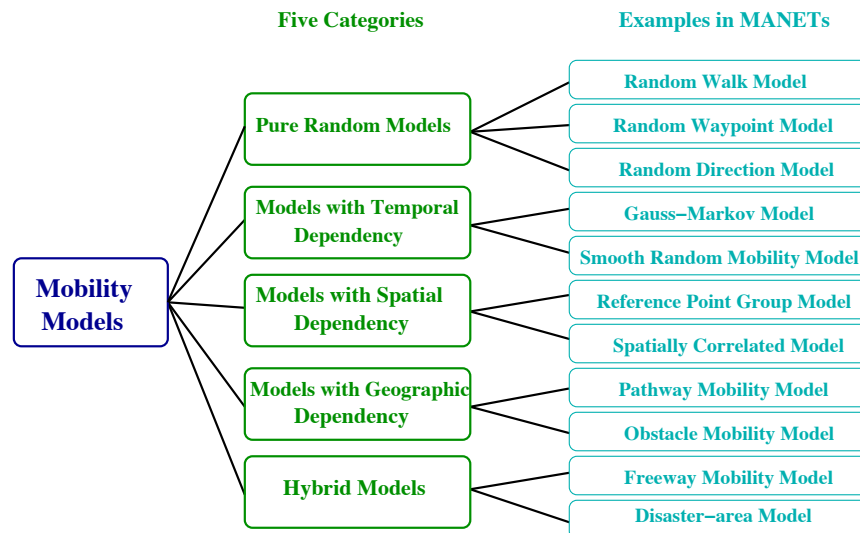 Five Categories
Examples in MANETs
Random Walk Model
Pure Random Models
Random Waypoint Model
Random Direction Model
Models with Temporal
Dependency
Gauss−Markov Model
Smooth Random Mobility Model
Mobility
Models
Models with Spatial
Dependency
Reference Point Group Model
Spatially Correlated Model
Models with Geographic
Dependency
Pathway Mobility Model
Obstacle Mobility Model
Hybrid Models
Freeway Mobility Model
Disaster−area Model